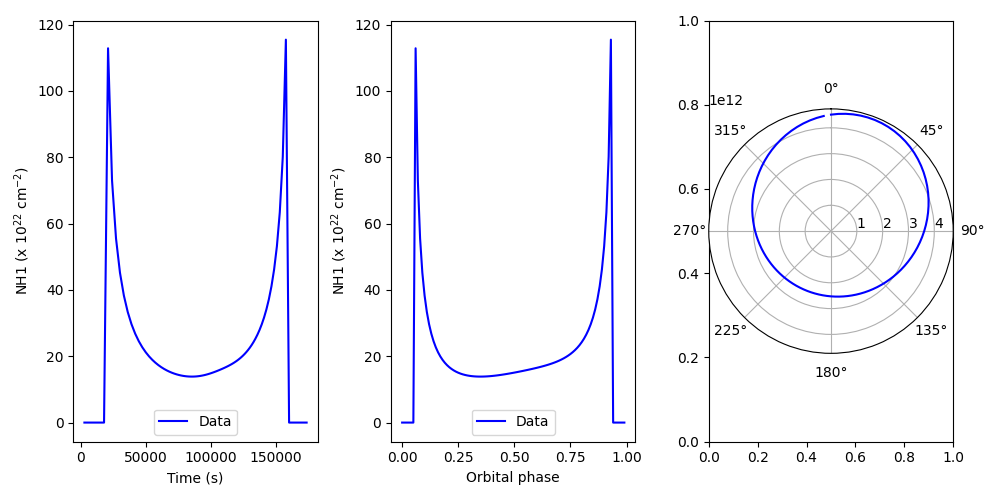 120
100
80
60
40
20
0
NH1 (x 10^22 cm^−2)
0 50000 100000 150000
Time (s)
Data
120
100
80
60
40
20
0
NH1 (x 10^22 cm^−2)
0.00 0.25 0.50 0.75 1.00
Orbital phase
Data
1.0
0.8
0.6
0.4
0.2
0.0
0.0 0.2 0.4 0.6 0.8 1.0
1e12
0°
45°
90°
135°
180°
225°
270°
315°
1 2 3 4